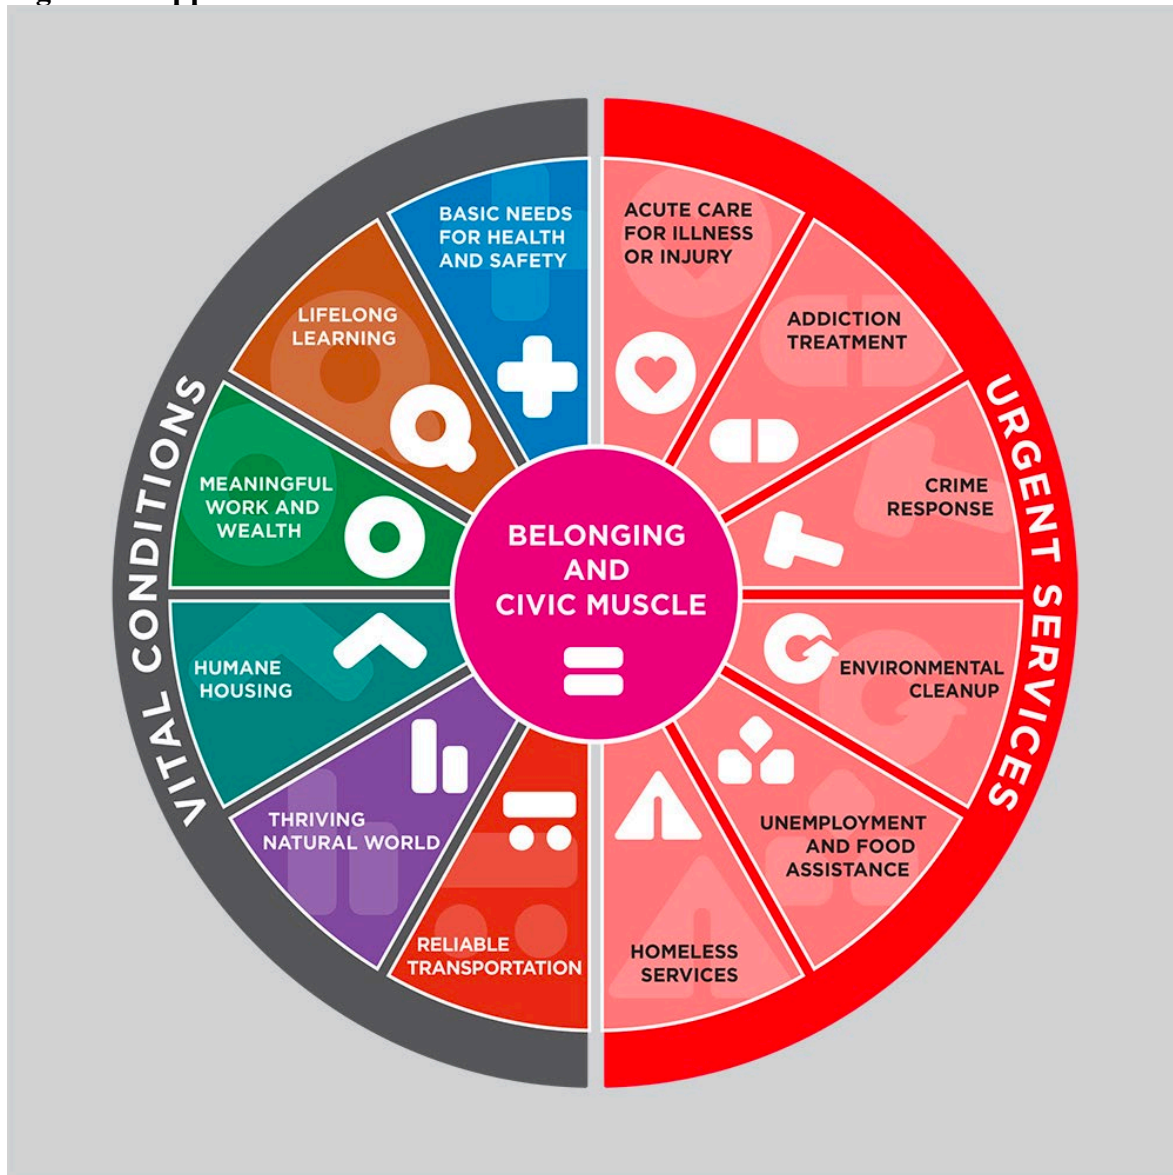 BASIC NEEDS
FOR HEALTH
AND SAFETY
LIFELONG
LEARNING
MEANINGFUL
WORK AND
WEALTH
HUMANE
HOUSING
THRIVING
NATURAL WORLD
RELIABLE
TRANSPORTATION
VITAL CONDITIONS
BELONGING
AND
CIVIC MUSCLE
ACUTE CARE
FOR ILLNESS
OR INJURY
ADDICTION
TREATMENT
CRIME
RESPONSE
ENVIRONMENTAL
CLEANUP
UNEMPLOYMENT
AND FOOD
ASSISTANCE
HOMELESS
SERVICES
URGENT SERVICES